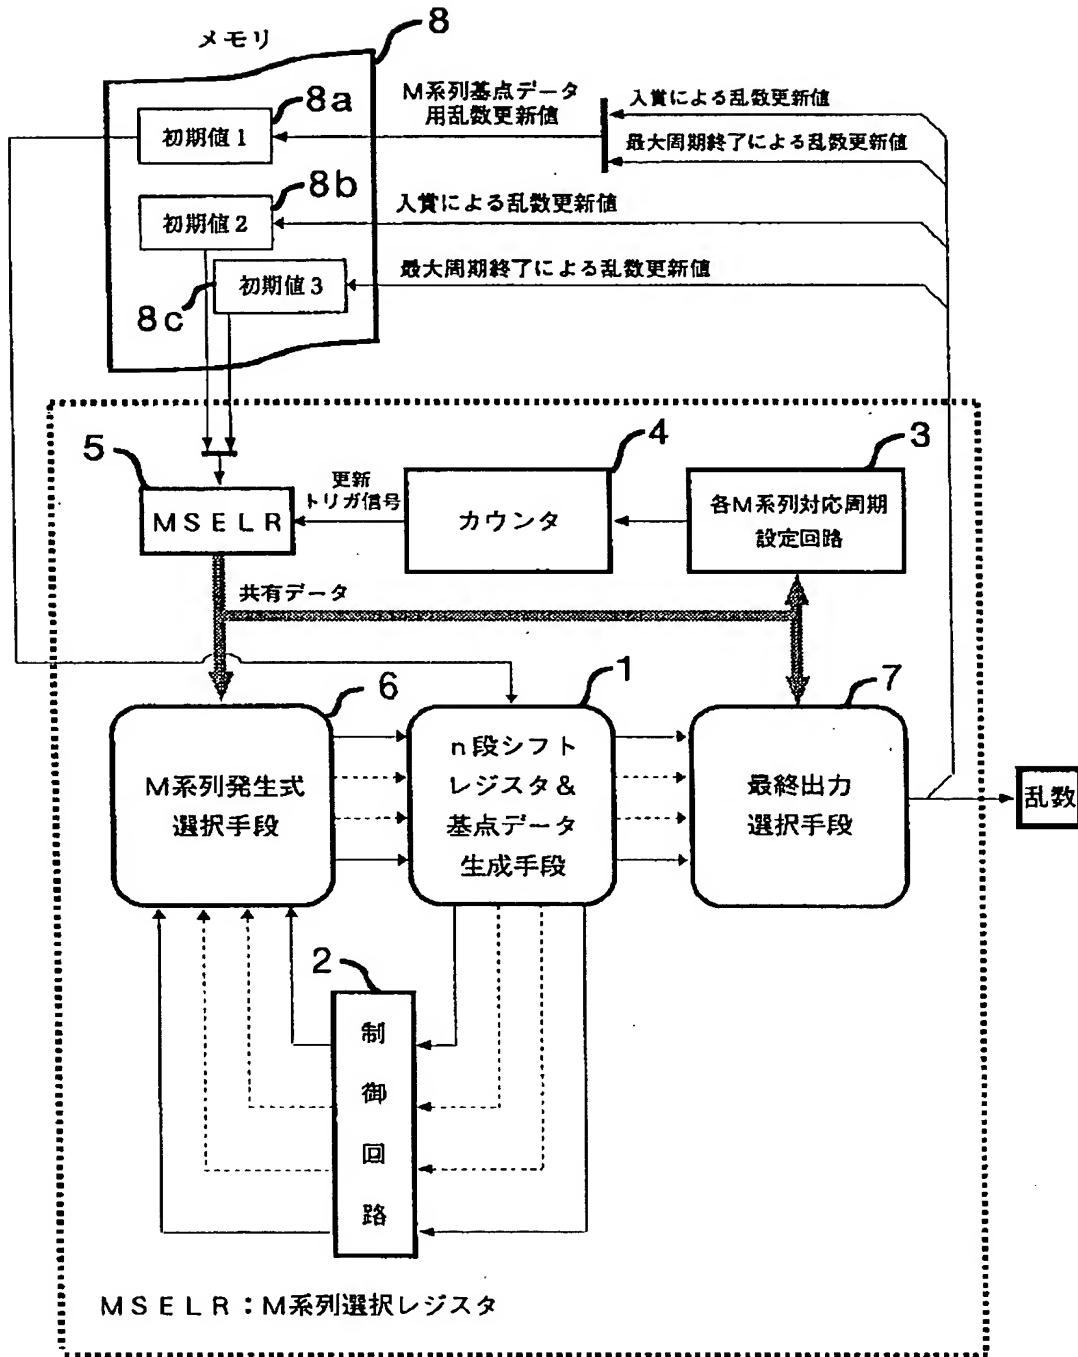 メモリ
8
8a
初期値1
M系列基点データ
用乱数更新値
入賞による乱数更新値
最大周期終了による乱数更新値
8b
初期値2
入賞による乱数更新値
8c
初期値3
最大周期終了による乱数更新値
5
MSELR
更新
トリガ信号
4
カウンタ
3
各M系列対応周期
設定回路
共有データ
6
M系列発生式
選択手段
1
n段シフト
レジスタ&
基点データ
生成手段
7
最終出力
選択手段
乱数
2
制
御
回
路
MSELR:M系列選択レジスタ